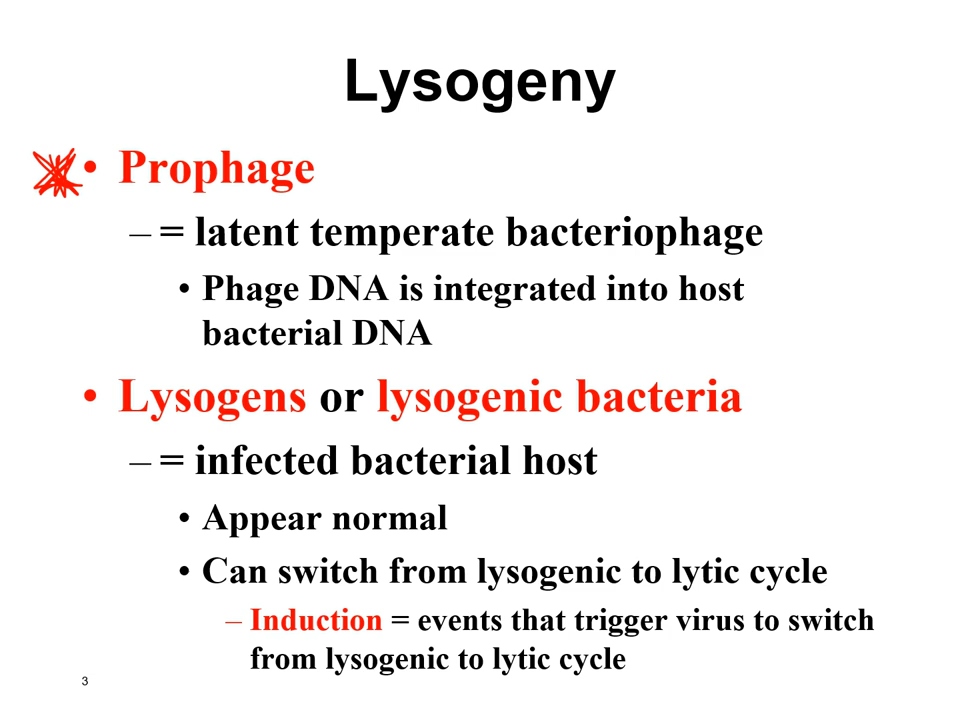 Lysogeny
• Prophage
– = latent temperate bacteriophage
• Phage DNA is integrated into host
bacterial DNA
• Lysogens or lysogenic bacteria
– = infected bacterial host
• Appear normal
• Can switch from lysogenic to lytic cycle
– Induction = events that trigger virus to switch
from lysogenic to lytic cycle
3